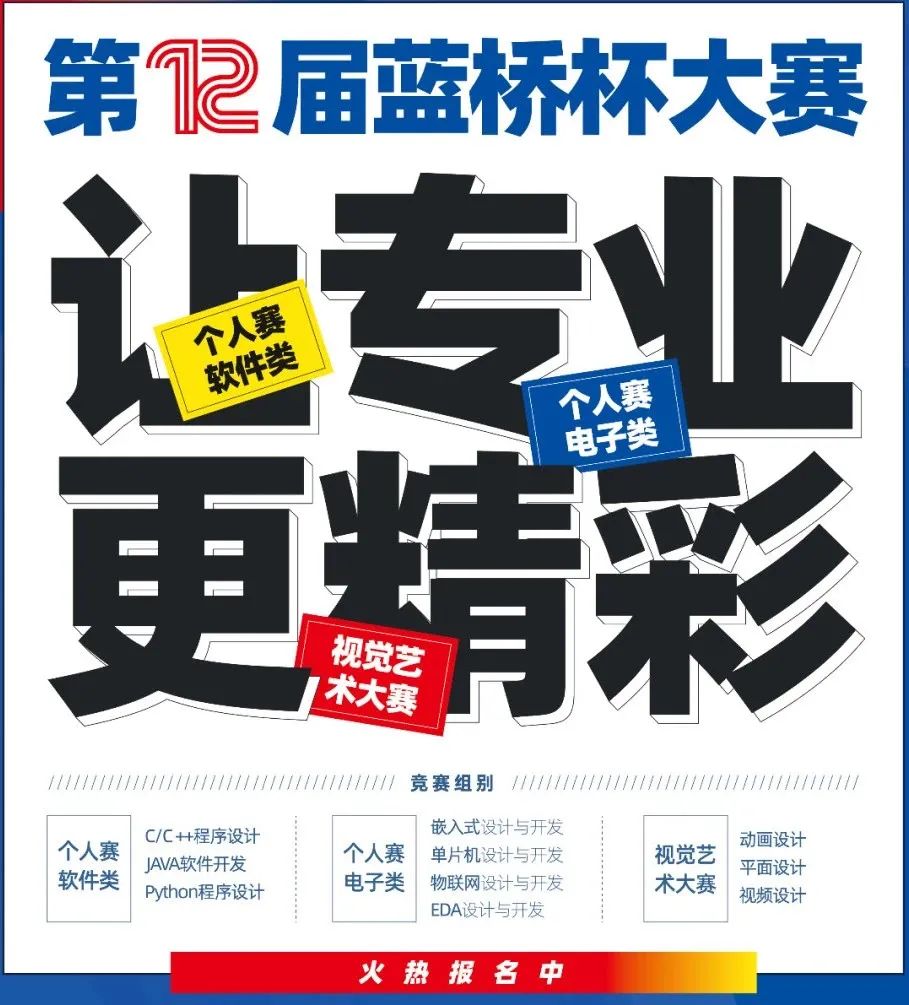 第12届蓝桥杯大赛
让专业
个人赛
软件类
个人赛
电子类
更精彩
视觉艺
术大赛
竞赛组别
个人赛
软件类
C/C ++程序设计
JAVA软件开发
Python程序设计
个人赛
电子类
嵌入式设计与开发
单片机设计与开发
物联网设计与开发
EDA设计与开发
视觉艺
术大赛
动画设计
平面设计
视频设计
火热报名中